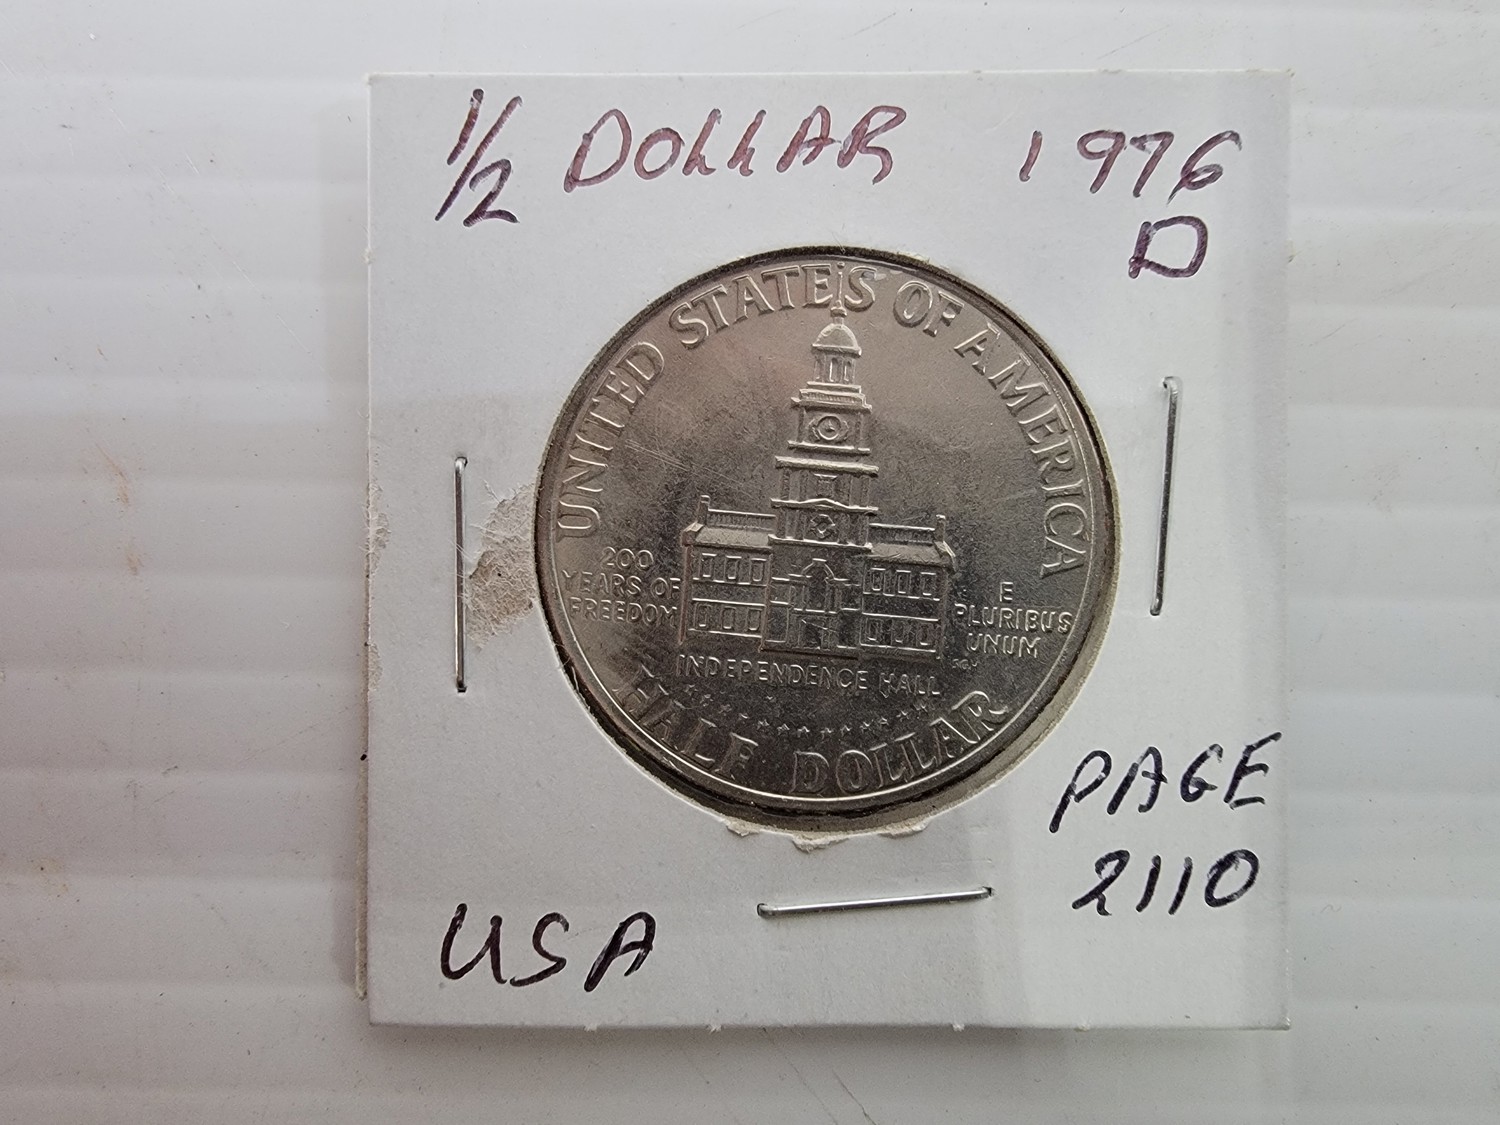 1/2 DOLLAR 1976
D
UNITED STATES OF AMERICA
200
YEARS OF
FREEDOM
E
PLURIBUS
UNUM
INDEPENDENCE HALL
HALF DOLLAR
PAGE
2110
USA